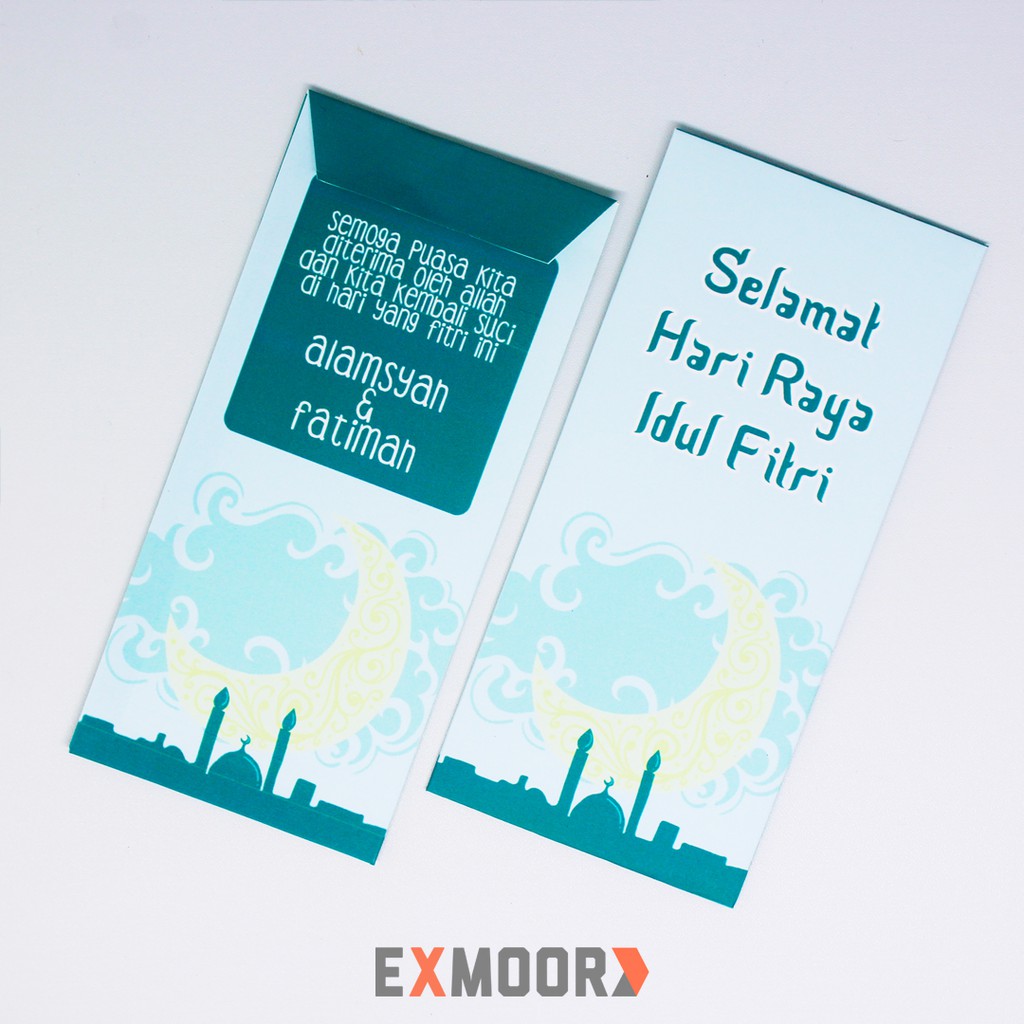 semoga puasa kita
diterima oleh allah
dan kita kembali suci
di hari yang fitri ini
alamsyah
&
fatimah
Selamat
Hari Raya
Idul Fitri
EXMOOR